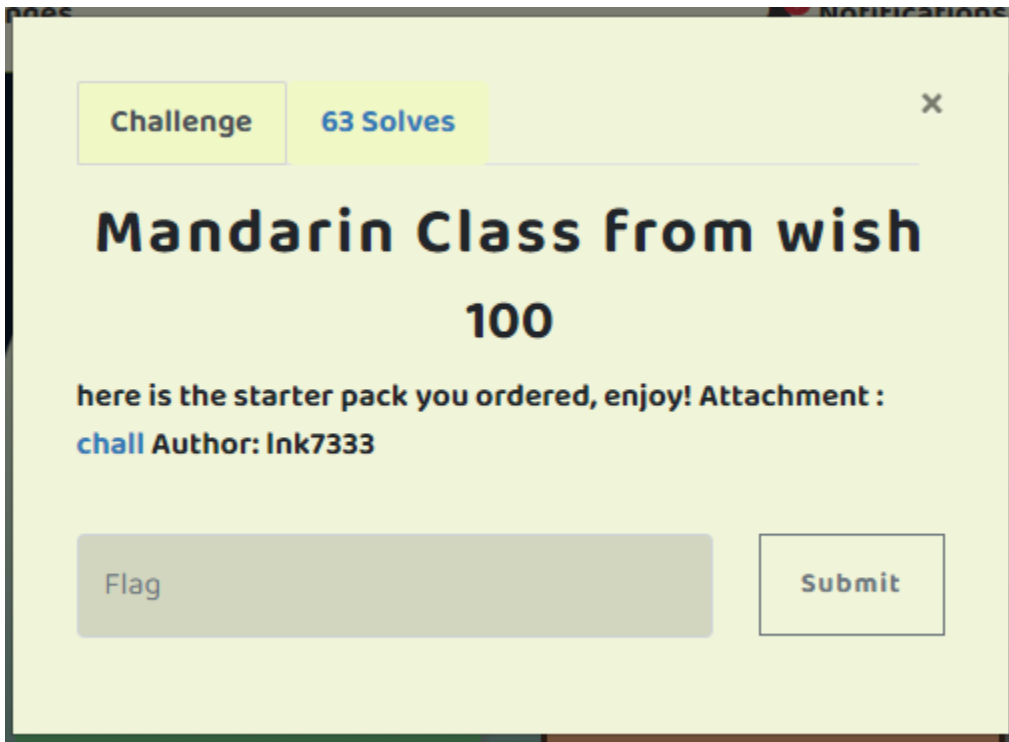 Notifications
Challenge
63 Solves
×
Mandarin Class from wish
100
here is the starter pack you ordered, enjoy! Attachment :
chall Author: lnk7333
Flag
Submit